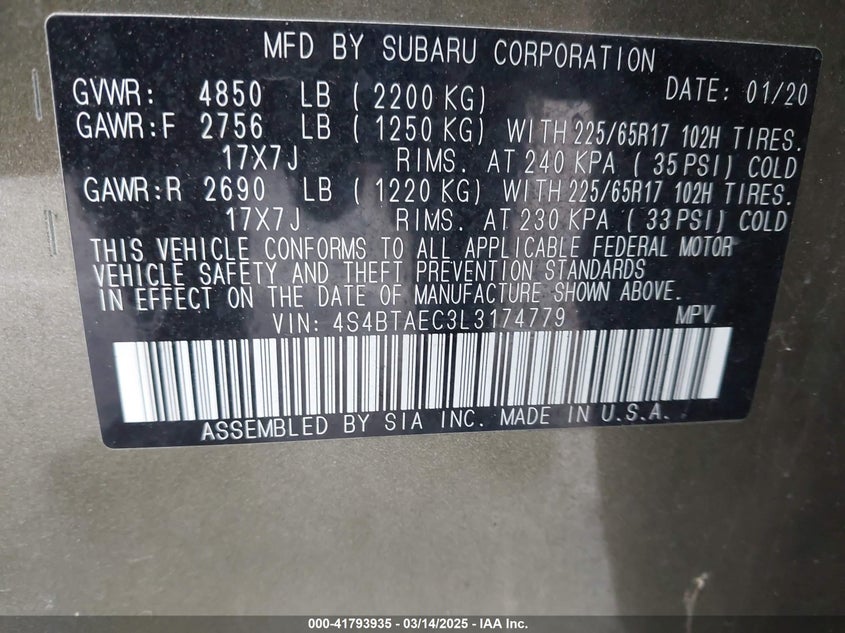 MFD BY SUBARU CORPORATION
GVWR: 4850 LB ( 2200 KG) DATE: 01/20
GAWR:F 2756 LB ( 1250 KG) WITH 225/65R17 102H TIRES.
17X7J RIMS. AT 240 KPA ( 35 PSI) COLD
GAWR:R 2690 LB ( 1220 KG) WITH 225/65R17 102H TIRES.
17X7J RIMS. AT 230 KPA ( 33 PSI) COLD
THIS VEHICLE CONFORMS TO ALL APPLICABLE FEDERAL MOTOR
VEHICLE SAFETY AND THEFT PREVENTION STANDARDS
IN EFFECT ON THE DATE OF MANUFACTURE SHOWN ABOVE.
VIN: 4S4BTAEC3L3174779 MPV
ASSEMBLED BY SIA INC. MADE IN U.S.A.
000-41793935 - 03/14/2025 - IAA Inc.